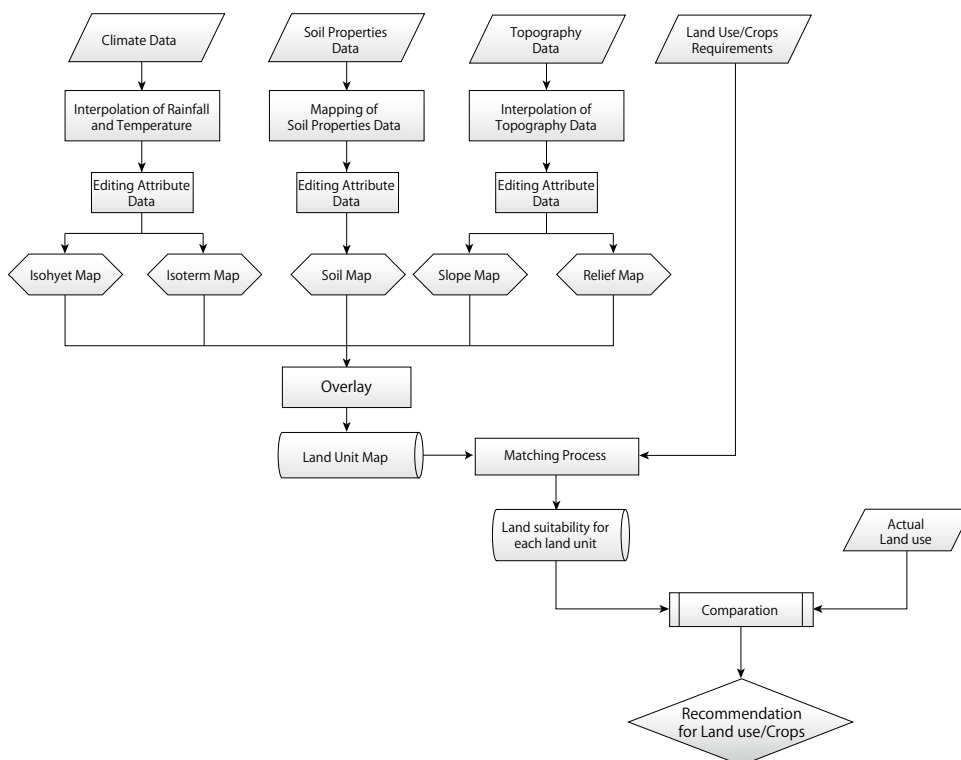 Climate Data
Soil Properties
Data
Topography
Data
Land Use/Crops
Requirements
Interpolation of Rainfall
and Temperature
Mapping of
Soil Properties Data
Interpolation of
Topography Data
Editing Attribute
Data
Editing Attribute
Data
Editing Attribute
Data
Isohyet Map
Isoterm Map
Soil Map
Slope Map
Relief Map
Overlay
Land Unit Map
Matching Process
Land suitability for
each land unit
Actual
Land use
Comparation
Recommendation
for Land use/Crops